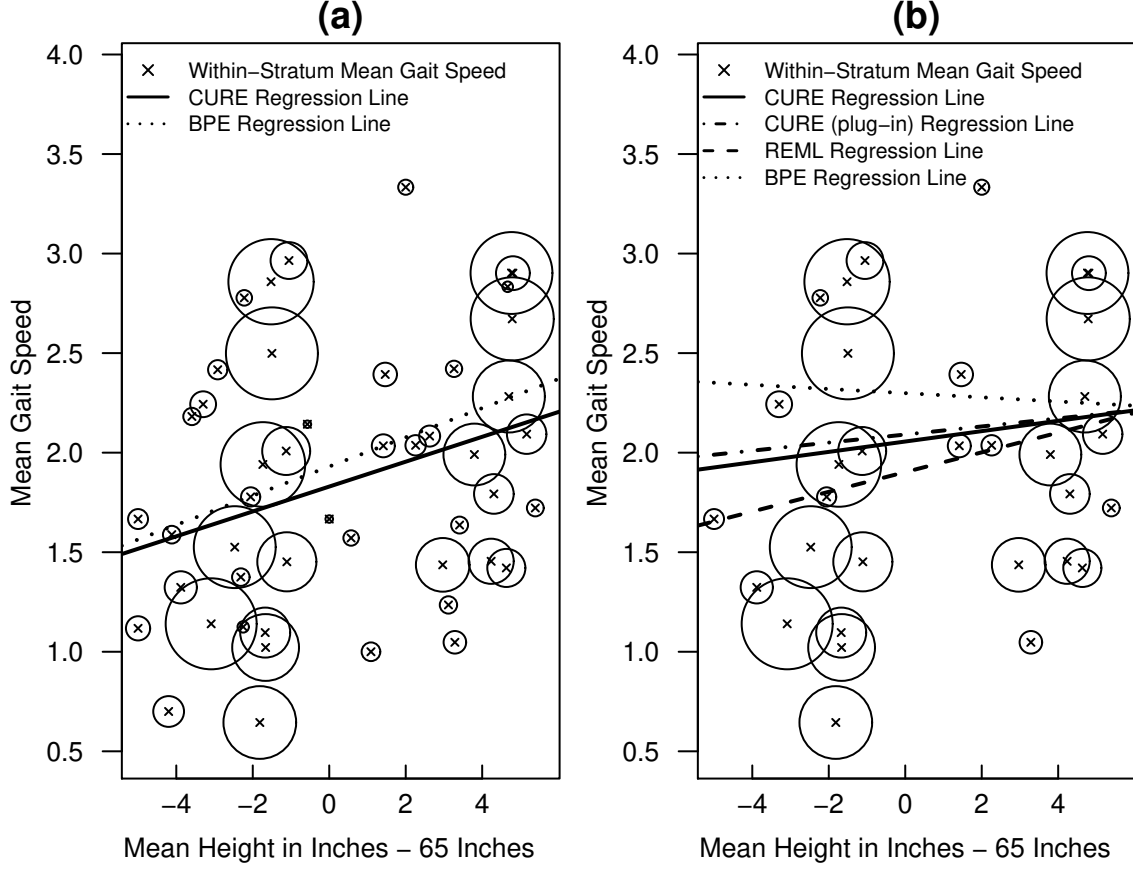 (a)
4.0
3.5
3.0
2.5
2.0
1.5
1.0
0.5
Mean Gait Speed
Within−Stratum Mean Gait Speed
CURE Regression Line
BPE Regression Line
−4 −2 0 2 4
Mean Height in Inches − 65 Inches
(b)
4.0
3.5
3.0
2.5
2.0
1.5
1.0
0.5
Mean Gait Speed
Within−Stratum Mean Gait Speed
CURE Regression Line
CURE (plug−in) Regression Line
REML Regression Line
BPE Regression Line
−4 −2 0 2 4
Mean Height in Inches − 65 Inches